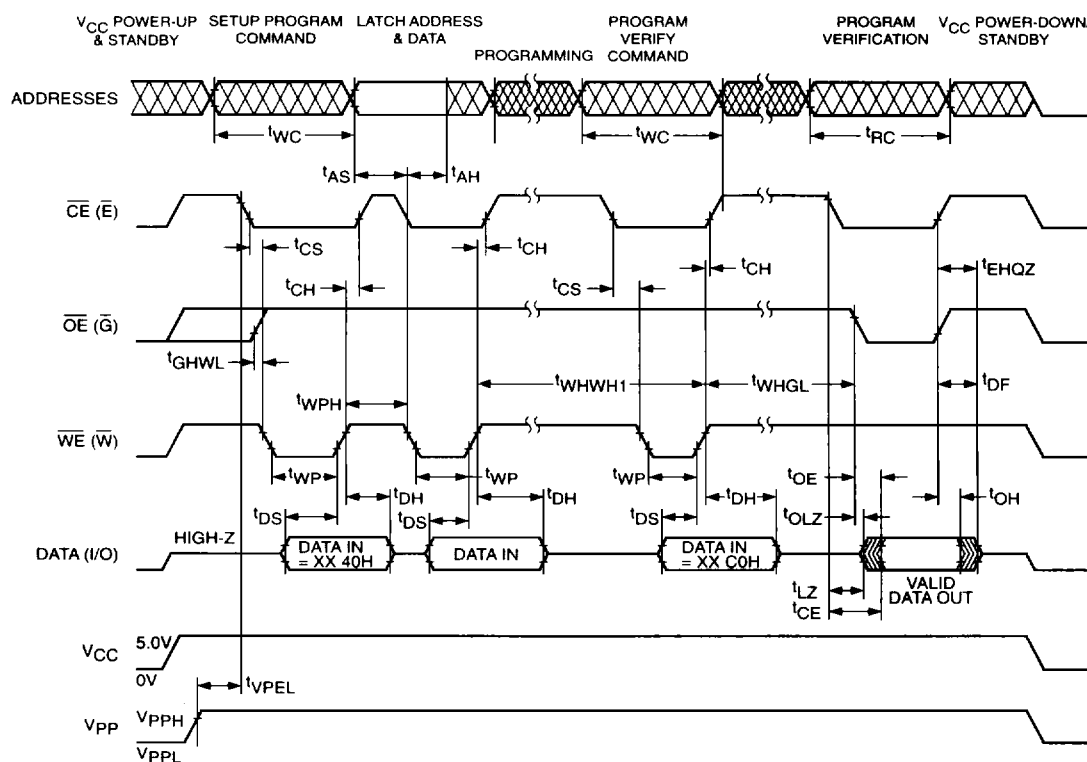 VCC POWER-UP & STANDBY
SETUP PROGRAM COMMAND
LATCH ADDRESS & DATA
PROGRAMMING
PROGRAM VERIFY COMMAND
PROGRAM VERIFICATION
VCC POWER-DOWN/ STANDBY
ADDRESSES
tWC
tWC
tRC
tAS
tAH
CE (E)
tCS
tCH
tCH
tCS
tCH
tEHQZ
OE (G)
tGHWL
tWPH
tWHWH1
tWHGL
tDF
WE (W)
tWP
tWP
tWP
tOE
tDH
tDH
tDH
tOH
tDS
tDS
tDS
tOLZ
DATA (I/O)
HIGH-Z
DATA IN = XX 40H
DATA IN
DATA IN = XX C0H
VALID DATA OUT
tLZ
tCE
VCC
5.0V
0V
tVPEL
VPP
VPPH
VPPL